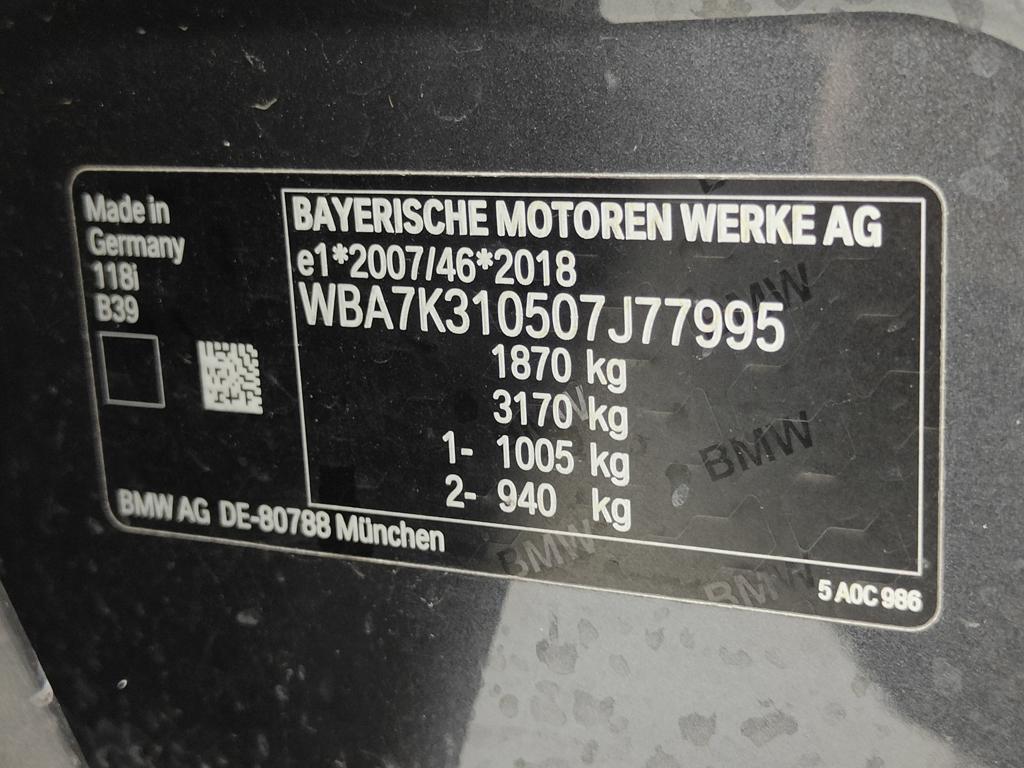 Made in
Germany
118i
B39
BAYERISCHE MOTOREN WERKE AG
e1*2007/46*2018
WBA7K310507J77995
1870 kg
3170 kg
1- 1005 kg
2- 940 kg
BMW AG DE-80788 München
5 A0C 986
BMW
BMW
BMW
BMW